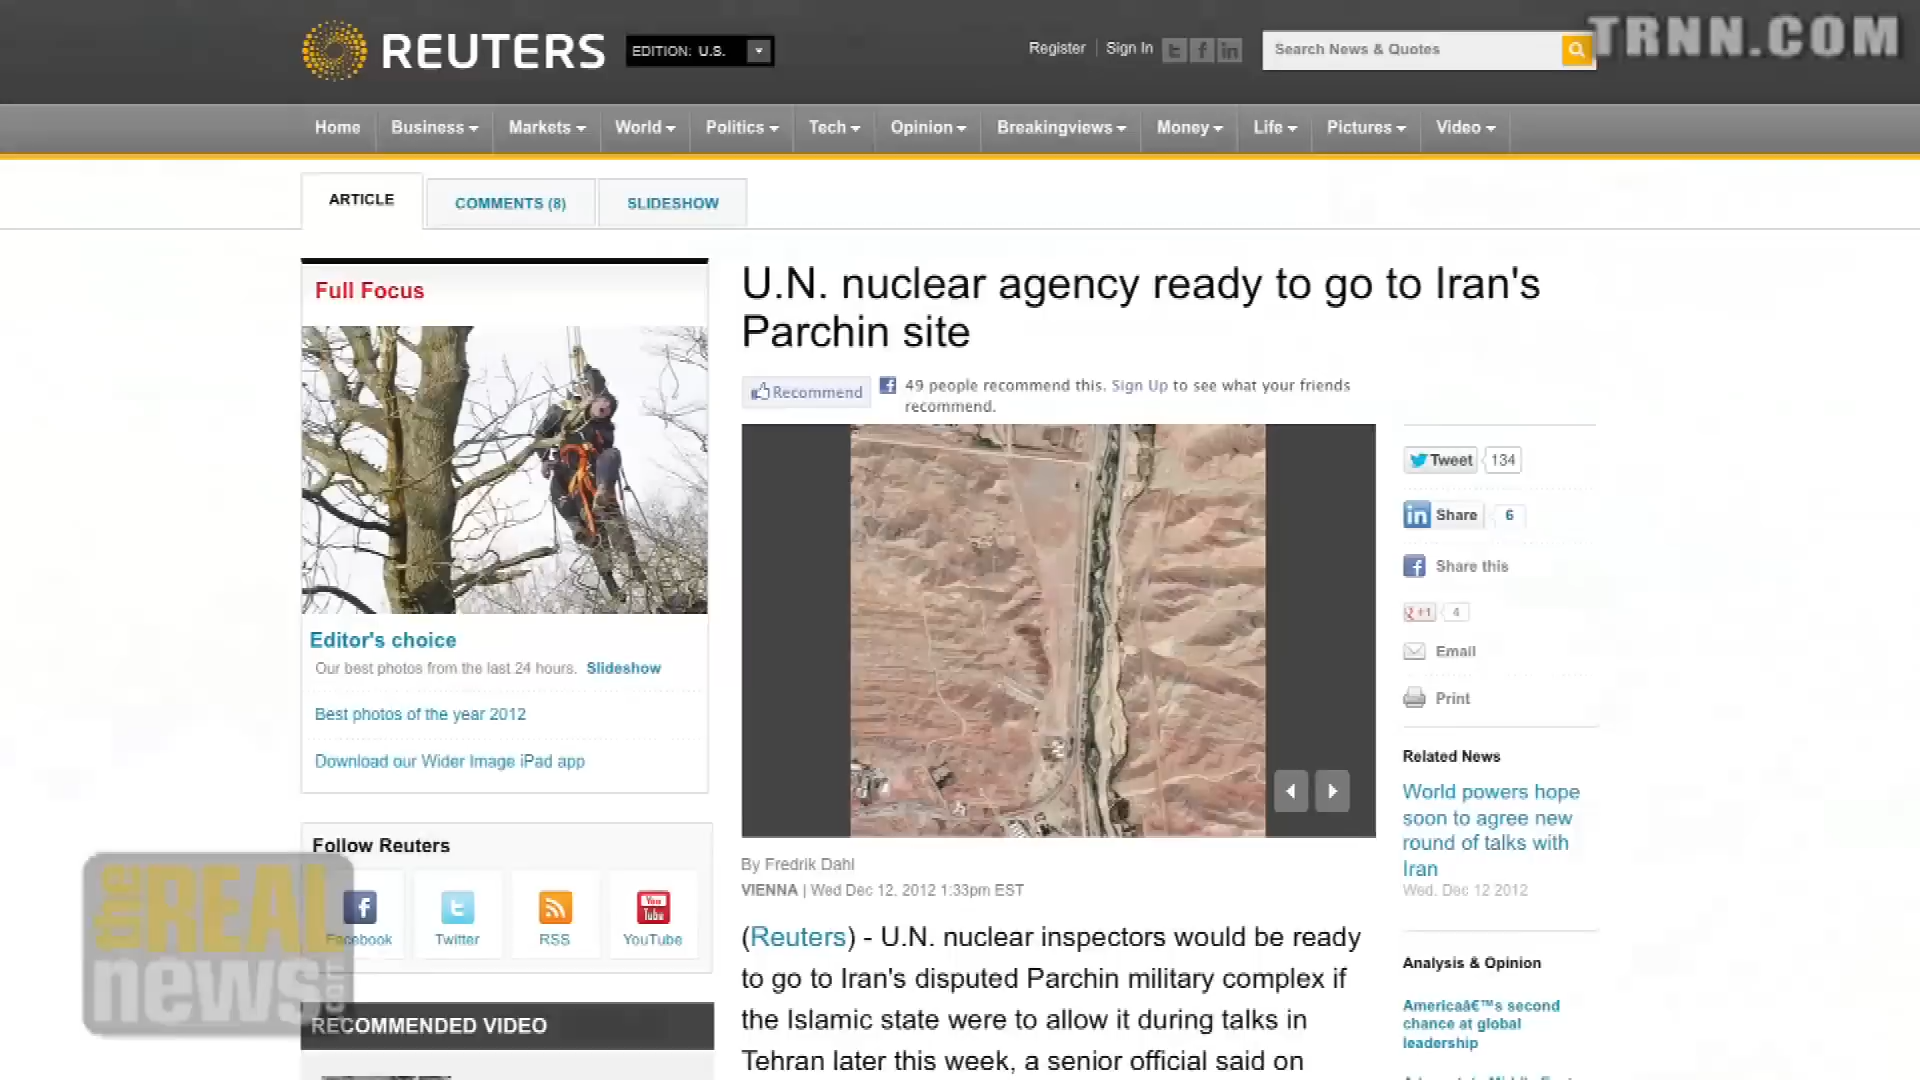 TRNN.COM
REUTERS
EDITION: U.S.
Register
Sign In
Search News & Quotes
Home
Business
Markets
World
Politics
Tech
Opinion
Breakingviews
Money
Life
Pictures
Video
ARTICLE
COMMENTS (8)
SLIDESHOW
Full Focus
Editor's choice
Our best photos from the last 24 hours. Slideshow
Best photos of the year 2012
Download our Wider Image iPad app
Follow Reuters
Facebook
Twitter
RSS
You
Tube
YouTube
RECOMMENDED VIDEO
the
REAL
news.com
U.N. nuclear agency ready to go to Iran's
Parchin site
Recommend
49 people recommend this. Sign Up to see what your friends
recommend.
By Fredrik Dahl
VIENNA | Wed Dec 12, 2012 1:33pm EST
(Reuters) - U.N. nuclear inspectors would be ready
to go to Iran's disputed Parchin military complex if
the Islamic state were to allow it during talks in
Tehran later this week, a senior official said on
Tweet 134
in Share 6
Share this
+1 4
Email
Print
Related News
World powers hope
soon to agree new
round of talks with
Iran
Wed, Dec 12 2012
Analysis & Opinion
Americaâ€™s second
chance at global
leadership